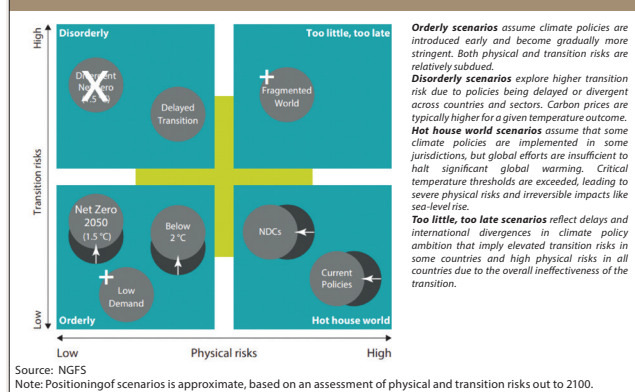 High
Transition risks
Low
Disorderly
Too little, too late
Divergent
Net Zero
(1.5 °C)
X
Delayed
Transition
+
Fragmented
World
Net Zero
2050
(1.5 °C)
Below
2 °C
+
Low
Demand
NDCs
Current
Policies
Orderly
Hot house world
Low
Physical risks
High
Orderly scenarios assume climate policies are
introduced early and become gradually more
stringent. Both physical and transition risks are
relatively subdued.
Disorderly scenarios explore higher transition
risk due to policies being delayed or divergent
across countries and sectors. Carbon prices are
typically higher for a given temperature outcome.
Hot house world scenarios assume that some
climate policies are implemented in some
jurisdictions, but global efforts are insufficient to
halt significant global warming. Critical
temperature thresholds are exceeded, leading to
severe physical risks and irreversible impacts like
sea-level rise.
Too little, too late scenarios reflect delays and
international divergences in climate policy
ambition that imply elevated transition risks in
some countries and high physical risks in all
countries due to the overall ineffectiveness of the
transition.
Source: NGFS
Note: Positioningof scenarios is approximate, based on an assessment of physical and transition risks out to 2100.